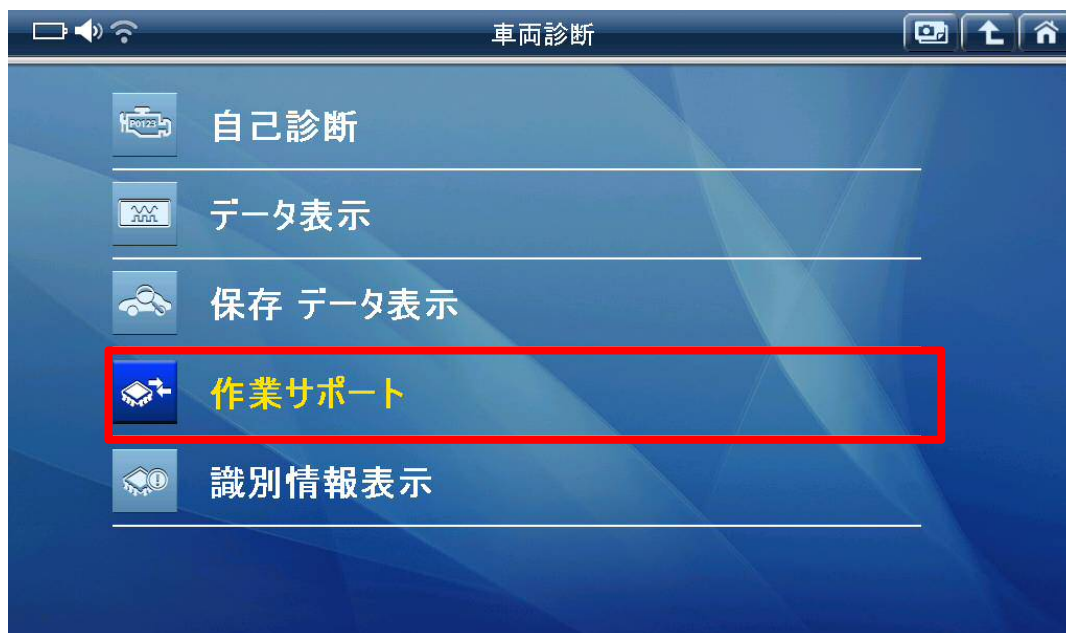 車両診断
P0123
自己診断
データ表示
保存 データ表示
作業サポート
識別情報表示